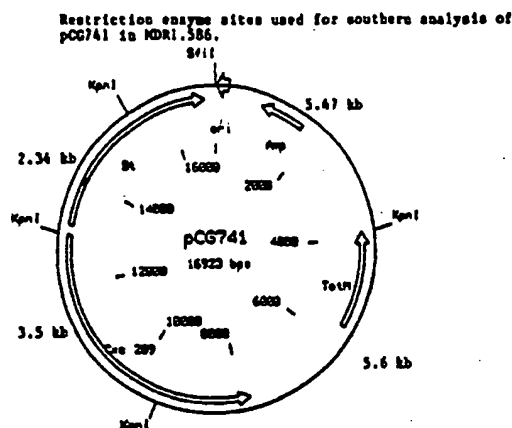 Restriction enzyme sites used for southern analysis of
pCG741 in MDR1.586.
SfiI
KpnI
5.47 kb
ori
Amp
2.34 kb
Bt
16000
2000
14000
KpnI
KpnI
pCG741
4000
16923 bps
12000
TetM
6000
10000
8000
3.5 kb
Cre 289
5.6 kb
KpnI